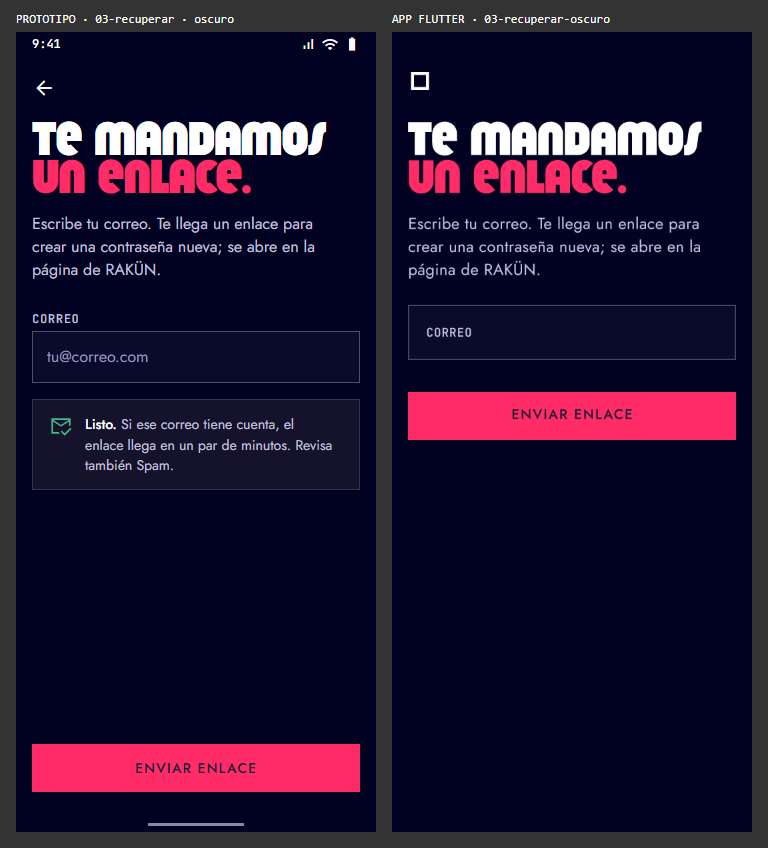 PROTOTIPO · 03-recuperar · oscuro
9:41
Te MANDAMOS
UN eNLACe.
Escribe tu correo. Te llega un enlace para
crear una contraseña nueva; se abre en la
página de RAKÜN.
CORREO
tu@correo.com
Listo. Si ese correo tiene cuenta, el
enlace llega en un par de minutos. Revisa
también Spam.
ENVIAR ENLACE
APP FLUTTER · 03-recuperar-oscuro
Te MANDAMOS
UN eNLACe.
Escribe tu correo. Te llega un enlace para
crear una contraseña nueva; se abre en la
página de RAKÜN.
CORREO
ENVIAR ENLACE